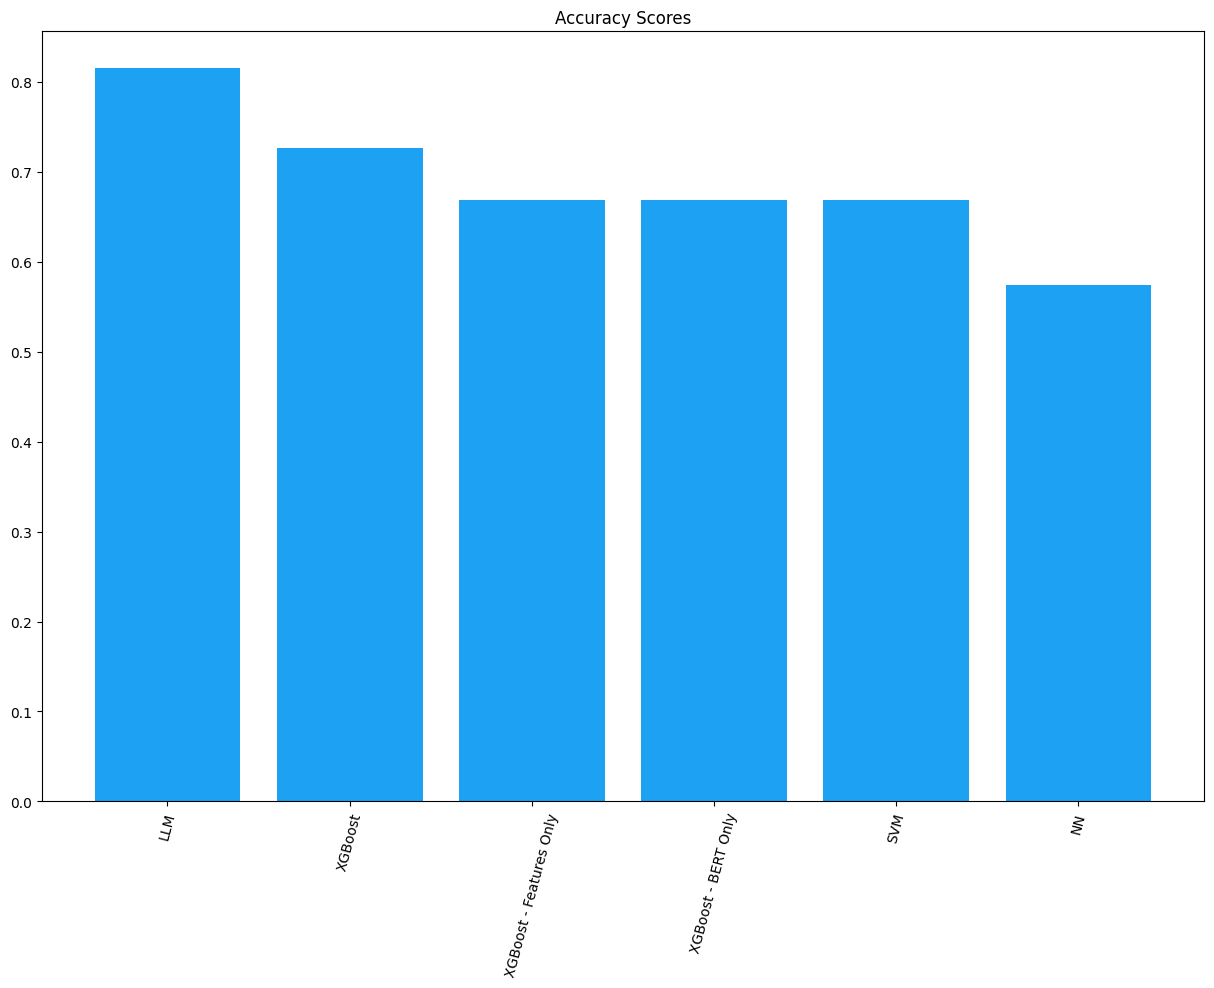 Accuracy Scores
0.8
0.7
0.6
0.5
0.4
0.3
0.2
0.1
0.0
LLM
XGBoost
XGBoost - Features Only
XGBoost - BERT Only
SVM
NN